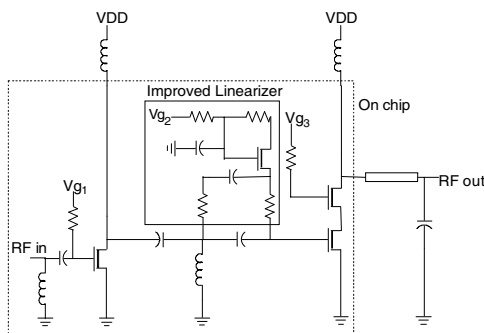 VDD
VDD
Improved Linearizer
On chip
Vg2
Vg3
Vg1
RF out
RF in